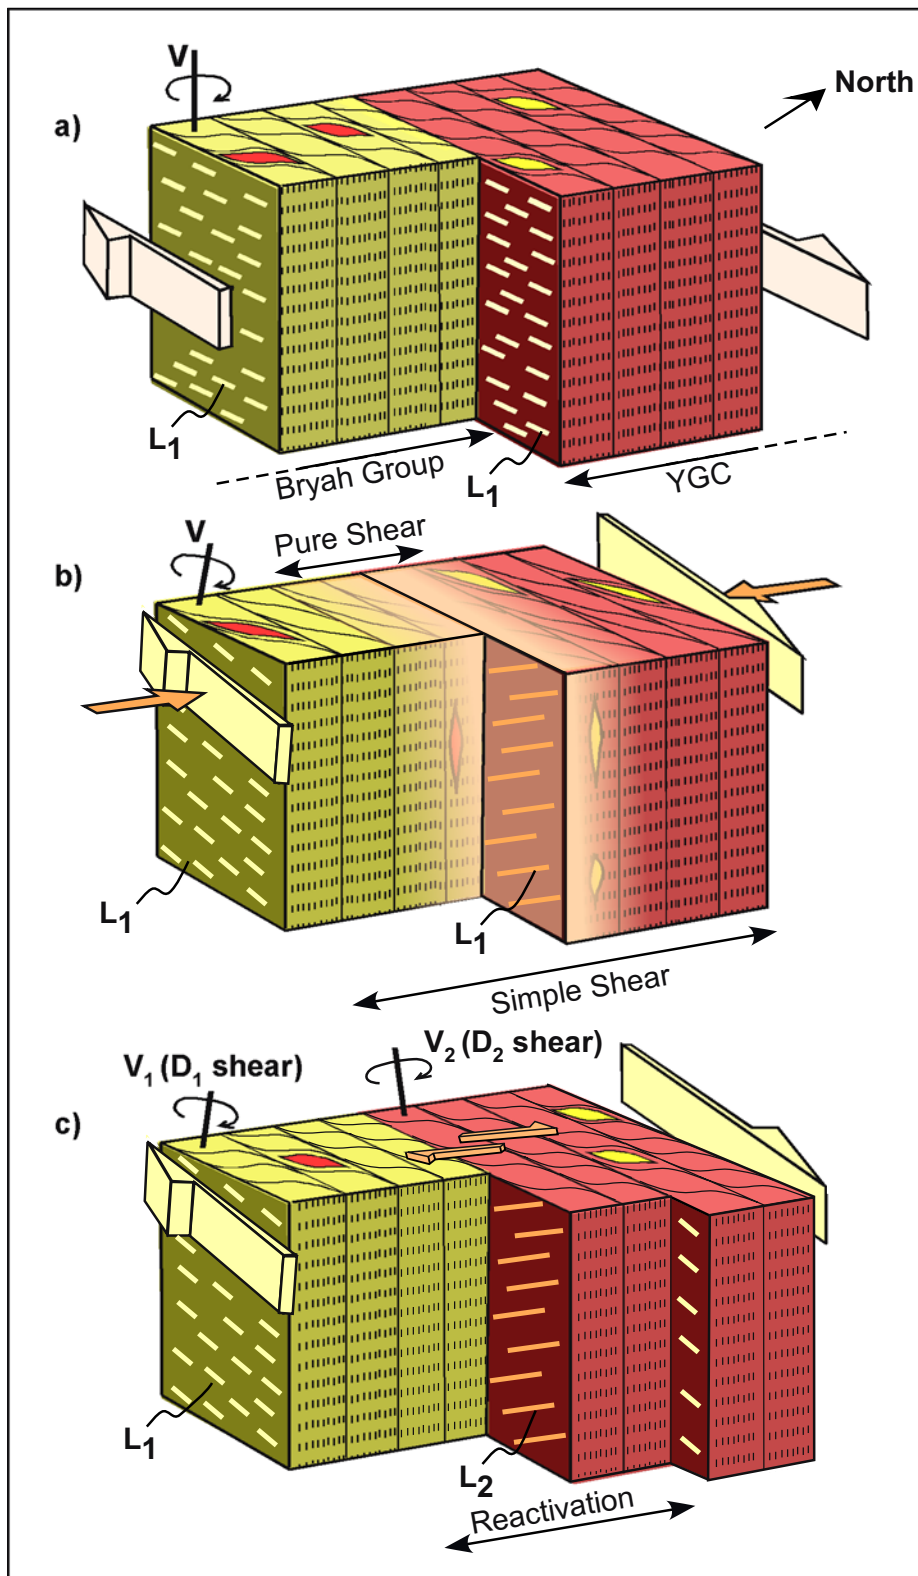 V
North
a)
L1
Bryah Group
L1
YGC
V
Pure Shear
b)
L1
L1
Simple Shear
V2 (D2 shear)
V1 (D1 shear)
c)
L1
L2
Reactivation